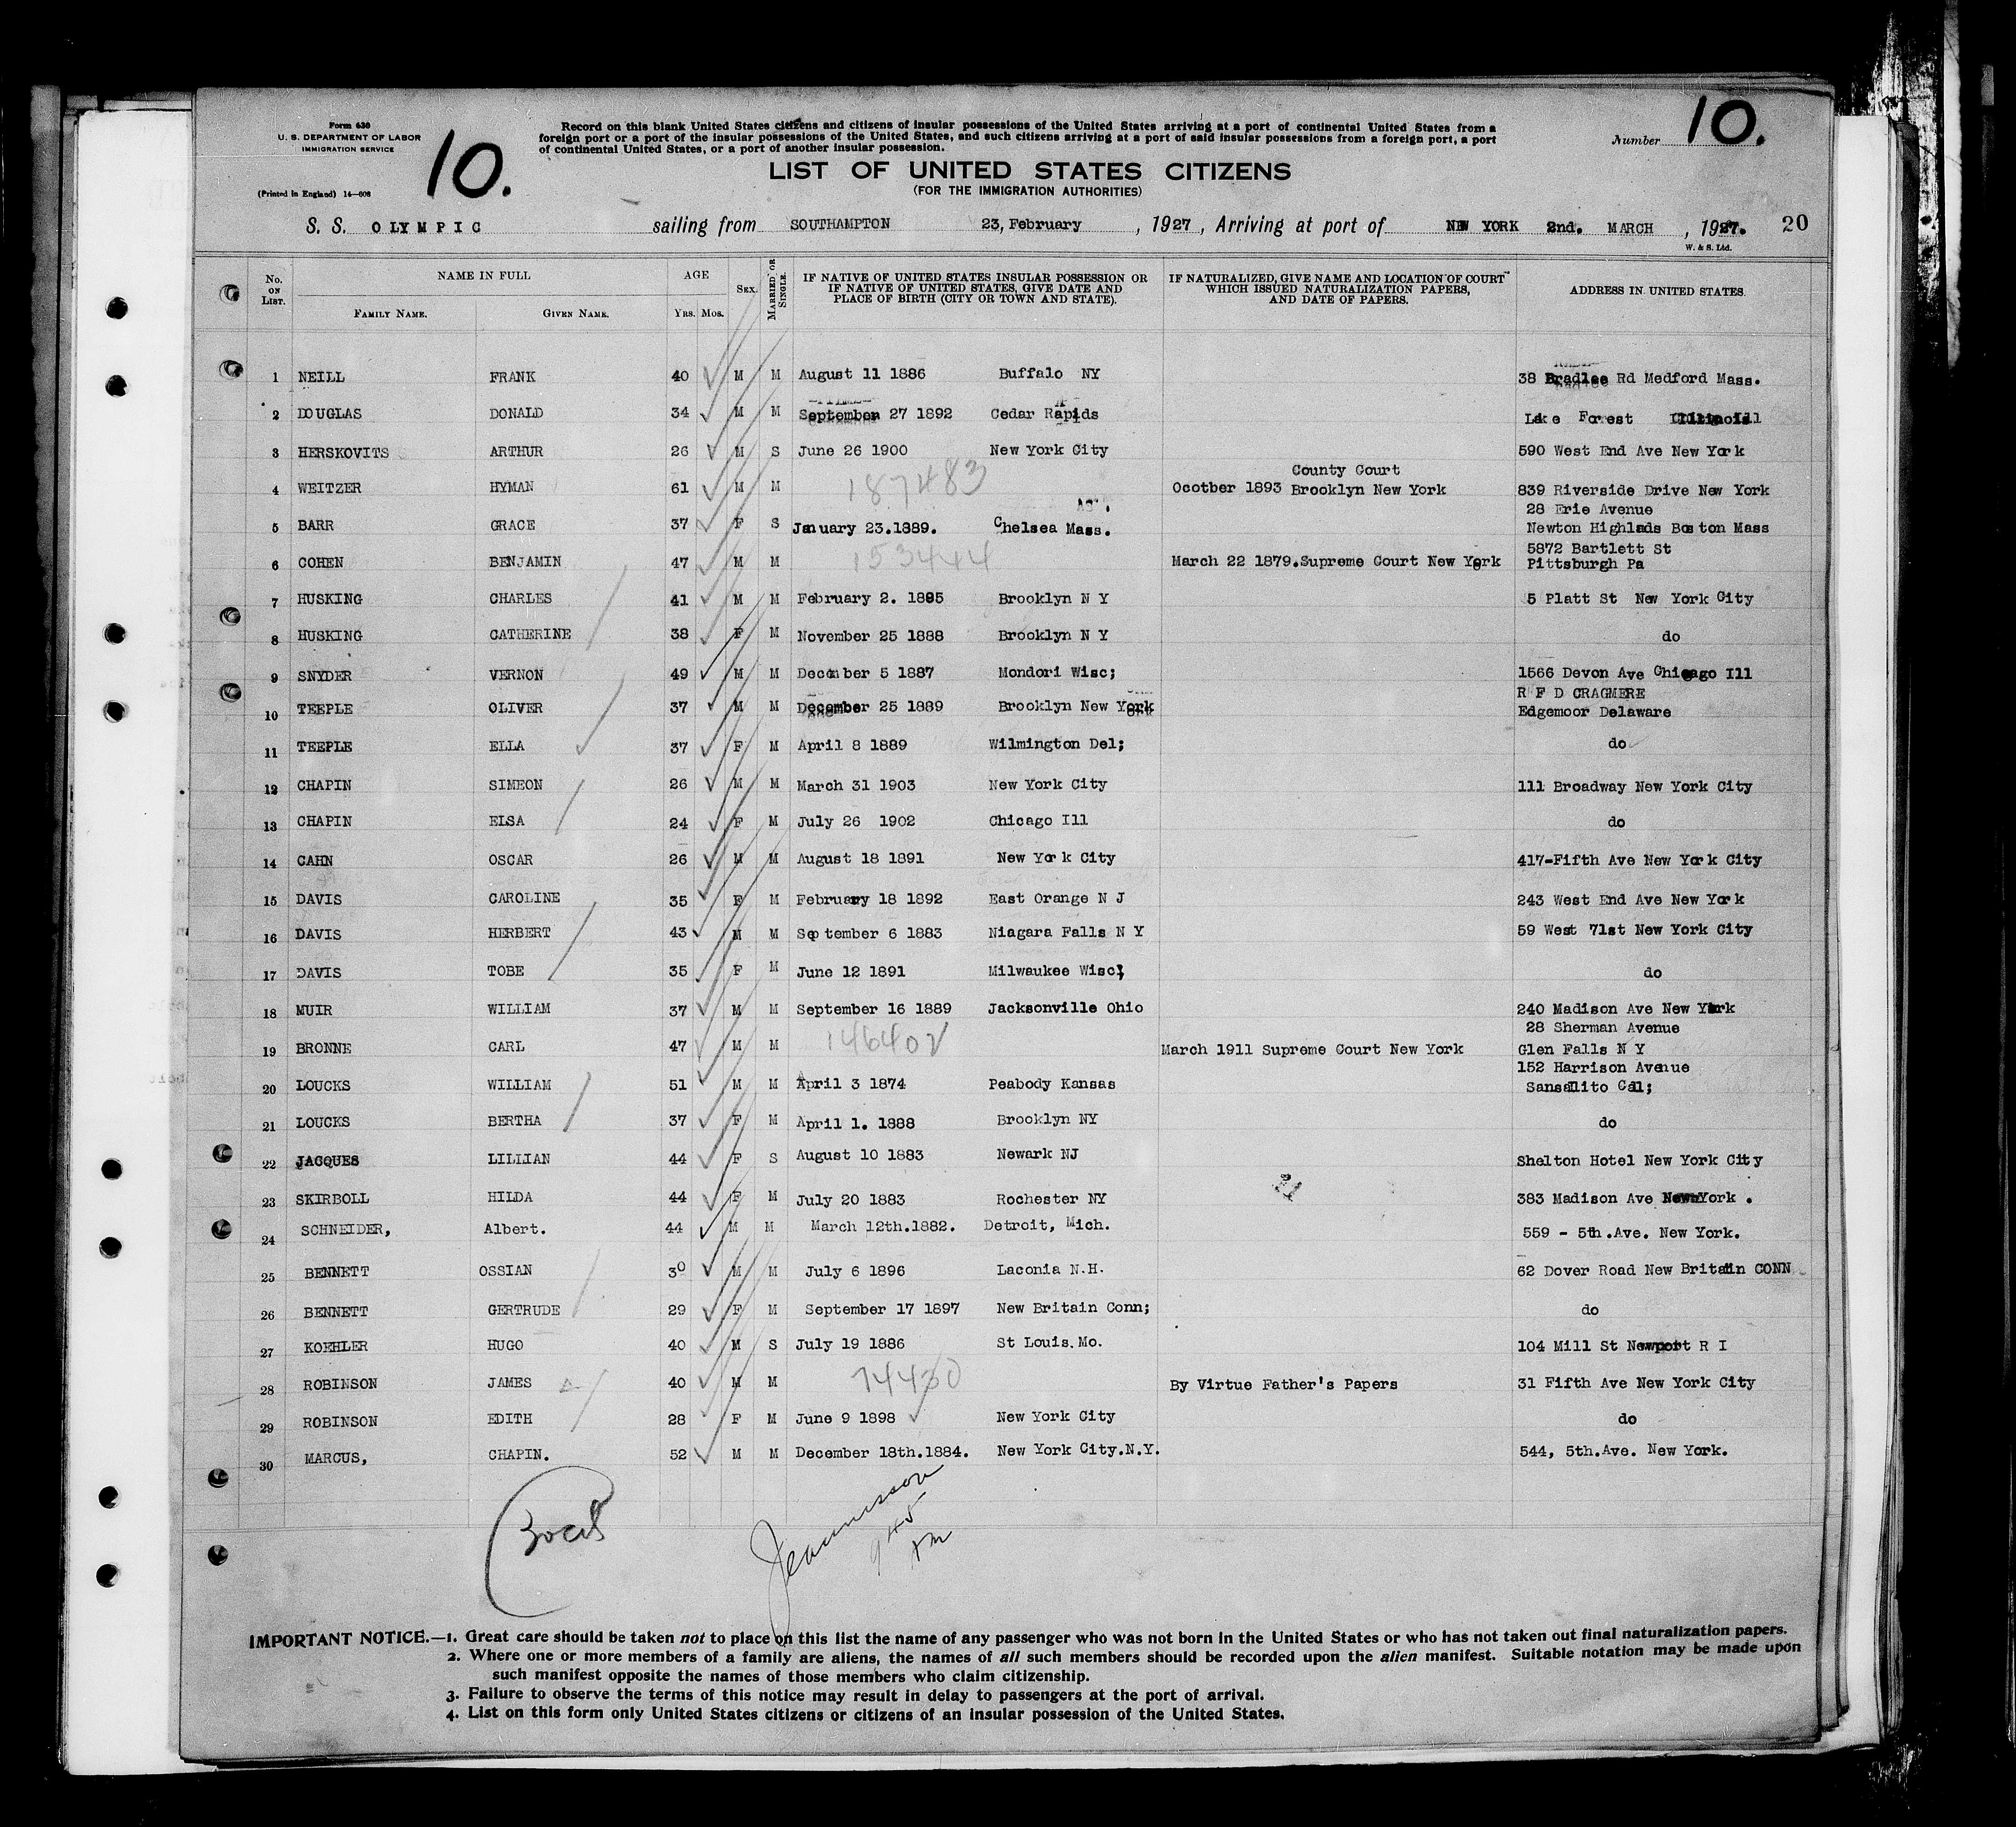 Form 630
U. S. DEPARTMENT OF LABOR
IMMIGRATION SERVICE
(Printed in England) 14—608
10.
Record on this blank United States citizens and citizens of insular possessions of the United States arriving at a port of continental United States from a
foreign port or a port of the insular possessions of the United States, and such citizens arriving at a port of said insular possessions from a foreign port, a port
of continental United States, or a port of another insular possession.
Number 10.
LIST OF UNITED STATES CITIZENS
(FOR THE IMMIGRATION AUTHORITIES)
S. S. OLYMPIC sailing from SOUTHAMPTON 23, February, 1927, Arriving at port of NEW YORK 2nd. MARCH, 1927. 20
W. & S. Ltd.
No. ON LIST. NAME IN FULL AGE SEX. MARRIED OR SINGLE. IF NATIVE OF UNITED STATES INSULAR POSSESSION OR IF NATIVE OF UNITED STATES, GIVE DATE AND PLACE OF BIRTH (CITY OR TOWN AND STATE). IF NATURALIZED, GIVE NAME AND LOCATION OF COURT WHICH ISSUED NATURALIZATION PAPERS, AND DATE OF PAPERS. ADDRESS IN UNITED STATES.
FAMILY NAME. GIVEN NAME. YRS. MOS.
1 NEILL FRANK 40 M M August 11 1886 Buffalo NY 38 Bradlee Rd Medford Mass.
2 DOUGLAS DONALD 34 M M September 27 1892 Cedar Rapids Lake Forest Ill
3 HERSKOVITS ARTHUR 26 M S June 26 1900 New York City 590 West End Ave New York
County Court
4 WEITZER HYMAN 61 M M 187483 Ocotber 1893 Brooklyn New York 839 Riverside Drive New York
28 Erie Avenue
5 BARR GRACE 37 F S January 23.1889. Chelsea Mass. Newton Highlads Boston Mass
5872 Bartlett St
6 COHEN BENJAMIN 47 M M 153444 March 22 1879.Supreme Court New York Pittsburgh Pa
7 HUSKING CHARLES 41 M M February 2. 1885 Brooklyn N Y 5 Platt St New York City
8 HUSKING CATHERINE 38 F M November 25 1888 Brooklyn N Y do
9 SNYDER VERNON 49 M M December 5 1887 Mondori Wisc; 1566 Devon Ave Chicago Ill
R F D CRAGMERE
10 TEEPLE OLIVER 37 M M December 25 1889 Brooklyn New York Edgemoor Delaware
11 TEEPLE ELLA 37 F M April 8 1889 Wilmington Del; do
12 CHAPIN SIMEON 26 M M March 31 1903 New York City 111 Broadway New York City
13 CHAPIN ELSA 24 F M July 26 1902 Chicago Ill do
14 CAHN OSCAR 26 M M August 18 1891 New York City 417-Fifth Ave New York City
15 DAVIS CAROLINE 35 F M February 18 1892 East Orange N J 243 West End Ave New York
16 DAVIS HERBERT 43 M M September 6 1883 Niagara Falls N Y 59 West 71st New York City
17 DAVIS TOBE 35 F M June 12 1891 Milwaukee Wisc; do
18 MUIR WILLIAM 37 M M September 16 1889 Jacksonville Ohio 240 Madison Ave New York
28 Sherman Avenue
19 BRONNE CARL 47 M M 146402 March 1911 Supreme Court New York Glen Falls N Y
152 Harrison Avenue
20 LOUCKS WILLIAM 51 M M April 3 1874 Peabody Kansas Sansalito Cal;
21 LOUCKS BERTHA 37 F M April 1. 1888 Brooklyn NY do
22 JACQUES LILLIAN 44 F S August 10 1883 Newark NJ Shelton Hotel New York City
23 SKIRBOLL HILDA 44 F M July 20 1883 Rochester NY 383 Madison Ave New York .
24 SCHNEIDER, Albert. 44 M M March 12th.1882. Detroit, Mich. 559 - 5th.Ave. New York.
25 BENNETT OSSIAN 30 M M July 6 1896 Laconia N.H. 62 Dover Road New Britain CONN
26 BENNETT GERTRUDE 29 F M September 17 1897 New Britain Conn; do
27 KOEHLER HUGO 40 M S July 19 1886 St Louis.Mo. 104 Mill St Newport R I
28 ROBINSON JAMES 40 M M 74430 By Virtue Father's Papers 31 Fifth Ave New York City
29 ROBINSON EDITH 28 F M June 9 1898 New York City do
30 MARCUS, CHAPIN. 52 M M December 18th.1884. New York City.N.Y. 544, 5th.Ave. New York.
9 45
AM
IMPORTANT NOTICE.—1. Great care should be taken not to place on this list the name of any passenger who was not born in the United States or who has not taken out final naturalization papers.
2. Where one or more members of a family are aliens, the names of all such members should be recorded upon the alien manifest. Suitable notation may be made upon
such manifest opposite the names of those members who claim citizenship.
3. Failure to observe the terms of this notice may result in delay to passengers at the port of arrival.
4. List on this form only United States citizens or citizens of an insular possession of the United States.